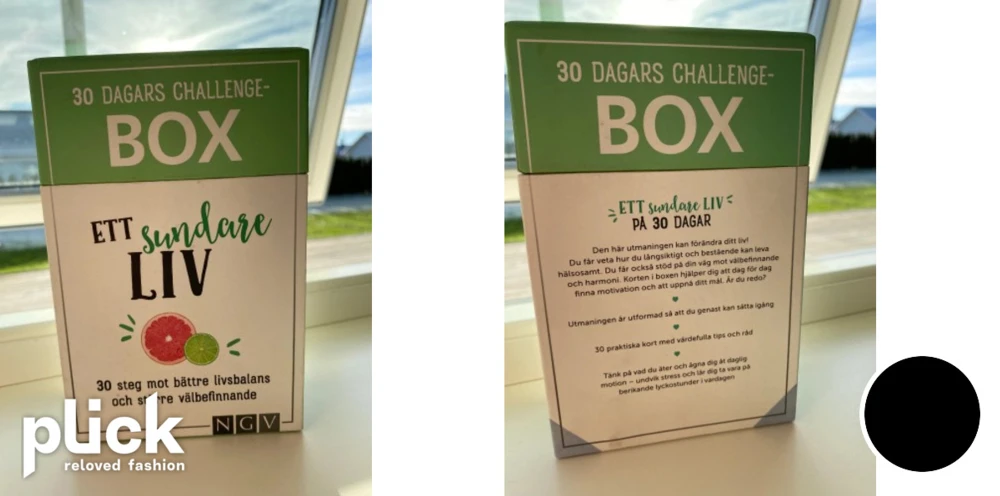 30 DAGARS CHALLENGE-
BOX
ETT sundare
LIV
30 steg mot bättre livsbalans
och större välbefinnande
NGV
plick
reloved fashion
30 DAGARS CHALLENGE-
BOX
ETT sundare LIV
PÅ 30 DAGAR
Den här utmaningen kan förändra ditt liv!
Du får veta hur du långsiktigt och bestående kan leva
hälsosamt. Du får också stöd på din väg mot välbefinnande
och harmoni. Korten i boxen hjälper dig att dag för dag
finna motivation och att uppnå ditt mål. Är du redo?
Utmaningen är utformad så att du genast kan sätta igång
30 praktiska kort med värdefulla tips och råd
Tänk på vad du äter och ägna dig åt daglig
motion – undvik stress och lär dig ta vara på
berikande lyckostunder i vardagen